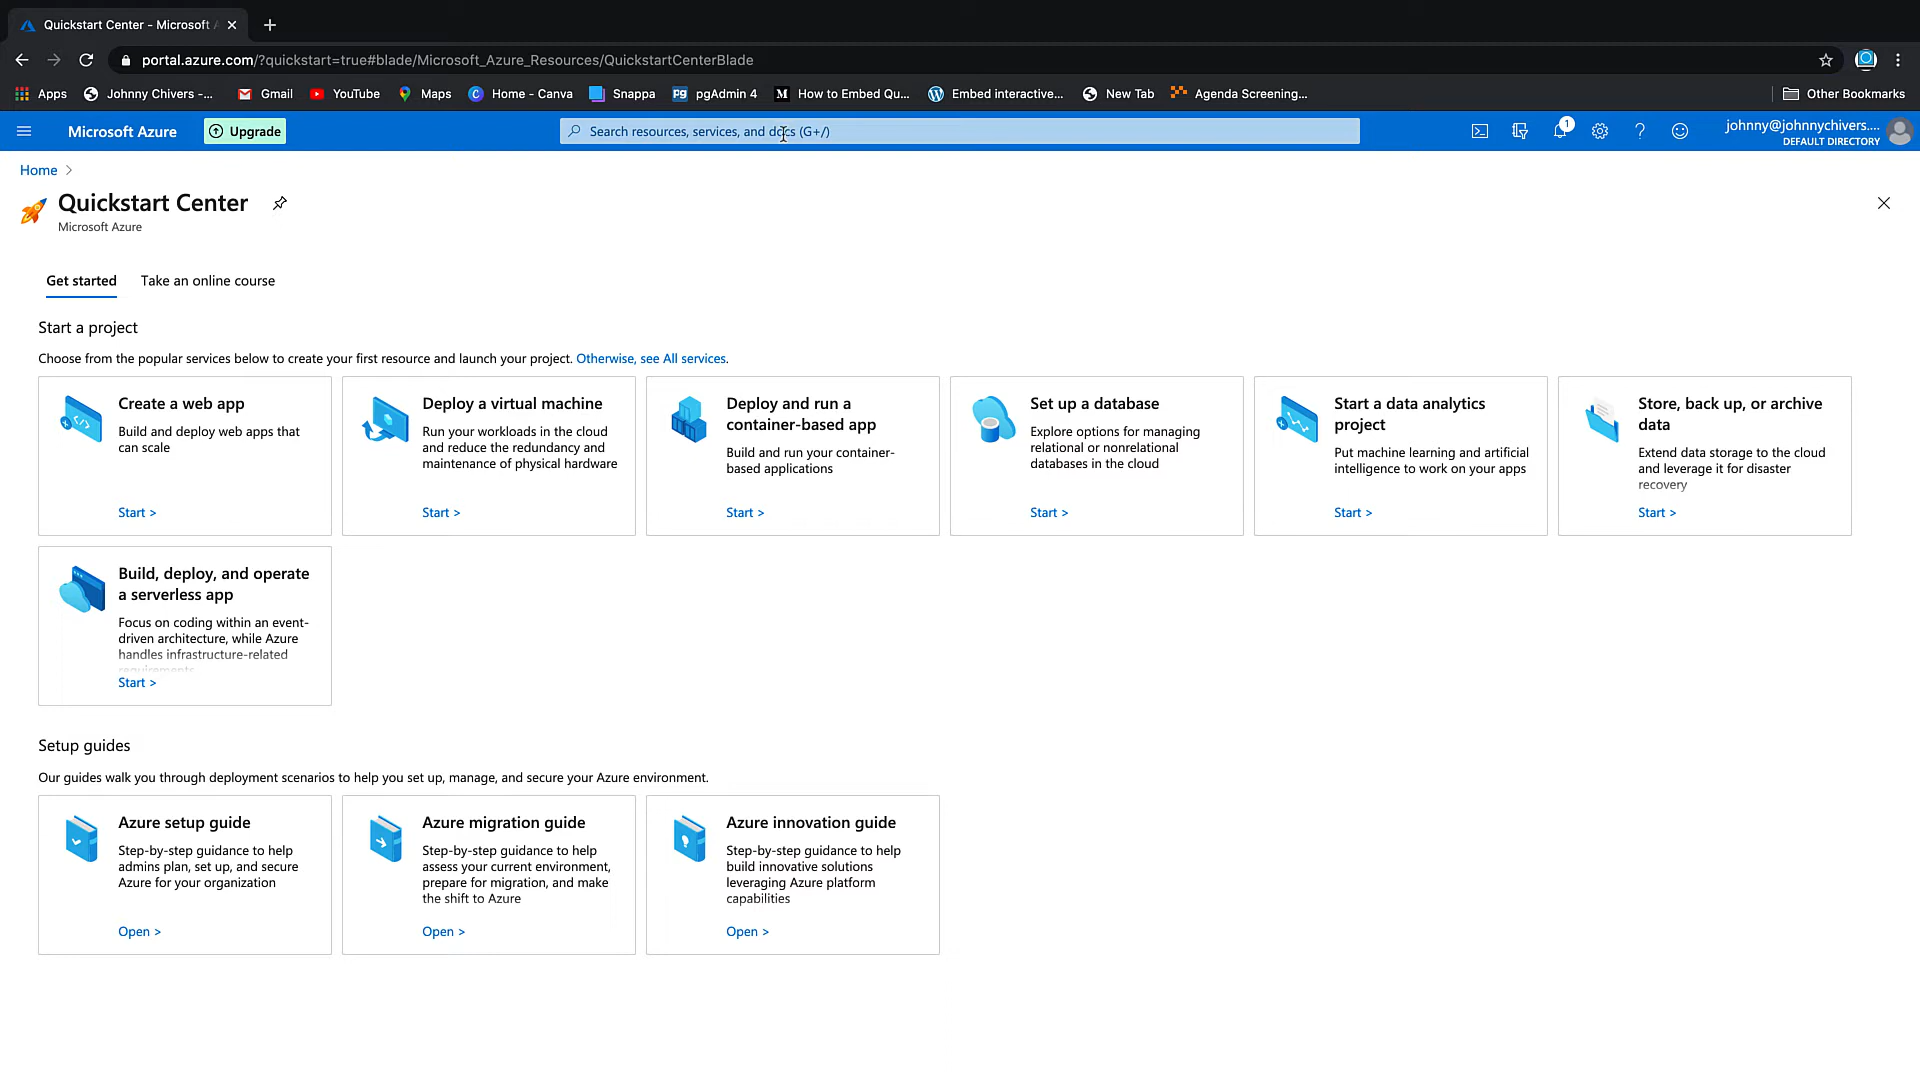 Quickstart Center - Microsoft A
portal.azure.com/?quickstart=true#blade/Microsoft_Azure_Resources/QuickstartCenterBlade
Apps Johnny Chivers -... Gmail YouTube Maps Home - Canva Snappa pgAdmin 4 How to Embed Qu... Embed interactive... New Tab Agenda Screening... Other Bookmarks
Microsoft Azure Upgrade Search resources, services, and docs (G+/) 1 johnny@johnnychivers....
DEFAULT DIRECTORY
Home >
Quickstart Center
Microsoft Azure
Get started Take an online course
Start a project
Choose from the popular services below to create your first resource and launch your project. Otherwise, see All services.
Create a web app
Build and deploy web apps that
can scale
Start >
Deploy a virtual machine
Run your workloads in the cloud
and reduce the redundancy and
maintenance of physical hardware
Start >
Deploy and run a
container-based app
Build and run your container-
based applications
Start >
Set up a database
Explore options for managing
relational or nonrelational
databases in the cloud
Start >
Start a data analytics
project
Put machine learning and artificial
intelligence to work on your apps
Start >
Store, back up, or archive
data
Extend data storage to the cloud
and leverage it for disaster
recovery
Start >
Build, deploy, and operate
a serverless app
Focus on coding within an event-
driven architecture, while Azure
handles infrastructure-related
requirements
Start >
Setup guides
Our guides walk you through deployment scenarios to help you set up, manage, and secure your Azure environment.
Azure setup guide
Step-by-step guidance to help
admins plan, set up, and secure
Azure for your organization
Open >
Azure migration guide
Step-by-step guidance to help
assess your current environment,
prepare for migration, and make
the shift to Azure
Open >
Azure innovation guide
Step-by-step guidance to help
build innovative solutions
leveraging Azure platform
capabilities
Open >